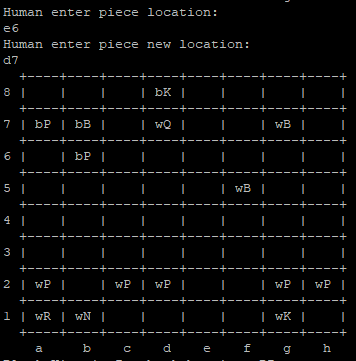 Human enter piece location:
e6
Human enter piece new location:
d7
+----+----+----+----+----+----+----+----+
8 |    |    |    | bK |    |    |    |    |
+----+----+----+----+----+----+----+----+
7 | bP | bB |    | wQ |    |    | wB |    |
+----+----+----+----+----+----+----+----+
6 |    | bP |    |    |    |    |    |    |
+----+----+----+----+----+----+----+----+
5 |    |    |    |    |    | wB |    |    |
+----+----+----+----+----+----+----+----+
4 |    |    |    |    |    |    |    |    |
+----+----+----+----+----+----+----+----+
3 |    |    |    |    |    |    |    |    |
+----+----+----+----+----+----+----+----+
2 | wP |    | wP | wP |    |    | wP | wP |
+----+----+----+----+----+----+----+----+
1 | wR | wN |    |    |    |    | wK |    |
+----+----+----+----+----+----+----+----+
a    b    c    d    e    f    g    h